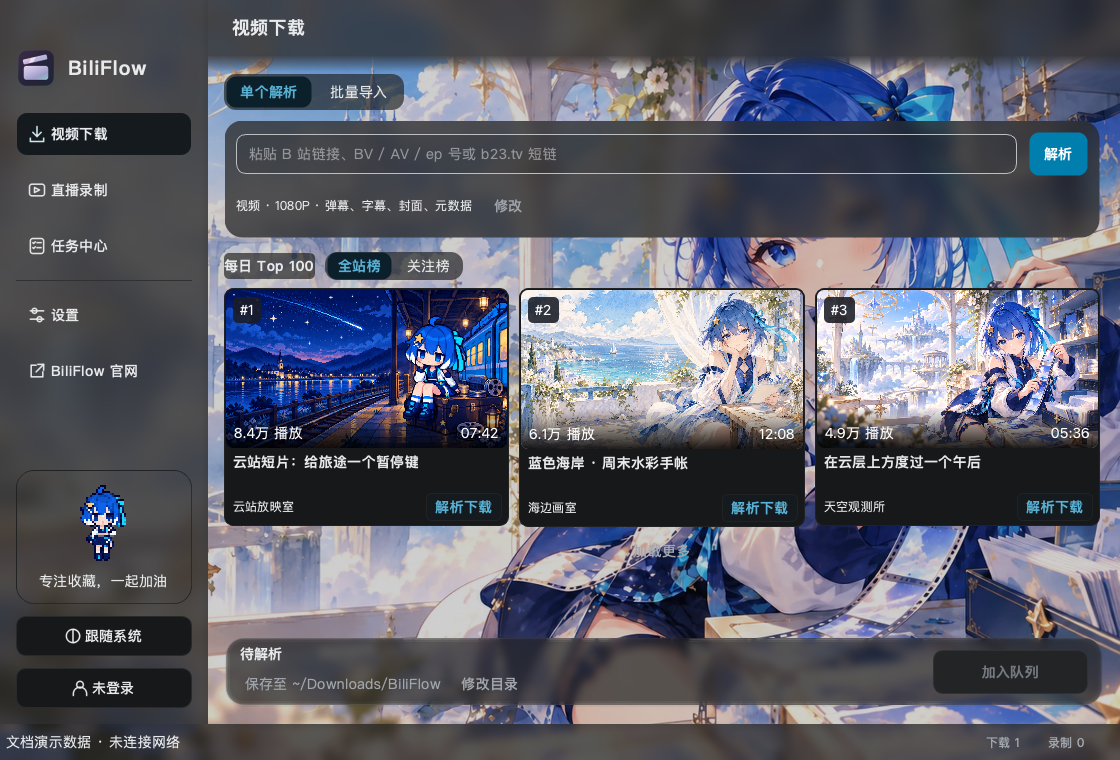 视频下载
BiliFlow
视频下载
直播录制
任务中心
设置
BiliFlow 官网
专注收藏，一起加油
跟随系统
未登录
单个解析 批量导入
粘贴 B 站链接、BV / AV / ep 号或 b23.tv 短链
解析
视频 · 1080P · 弹幕、字幕、封面、元数据 修改
每日 Top 100 全站榜 关注榜
#1
8.4万 播放 07:42
云站短片：给旅途一个暂停键
云站放映室 解析下载
#2
6.1万 播放 12:08
蓝色海岸 · 周末水彩手帐
海边画室 解析下载
#3
4.9万 播放 05:36
在云层上方度过一个午后
天空观测所 解析下载
加载更多
待解析
保存至 ~/Downloads/BiliFlow 修改目录
加入队列
文档演示数据 · 未连接网络
下载 1 录制 0